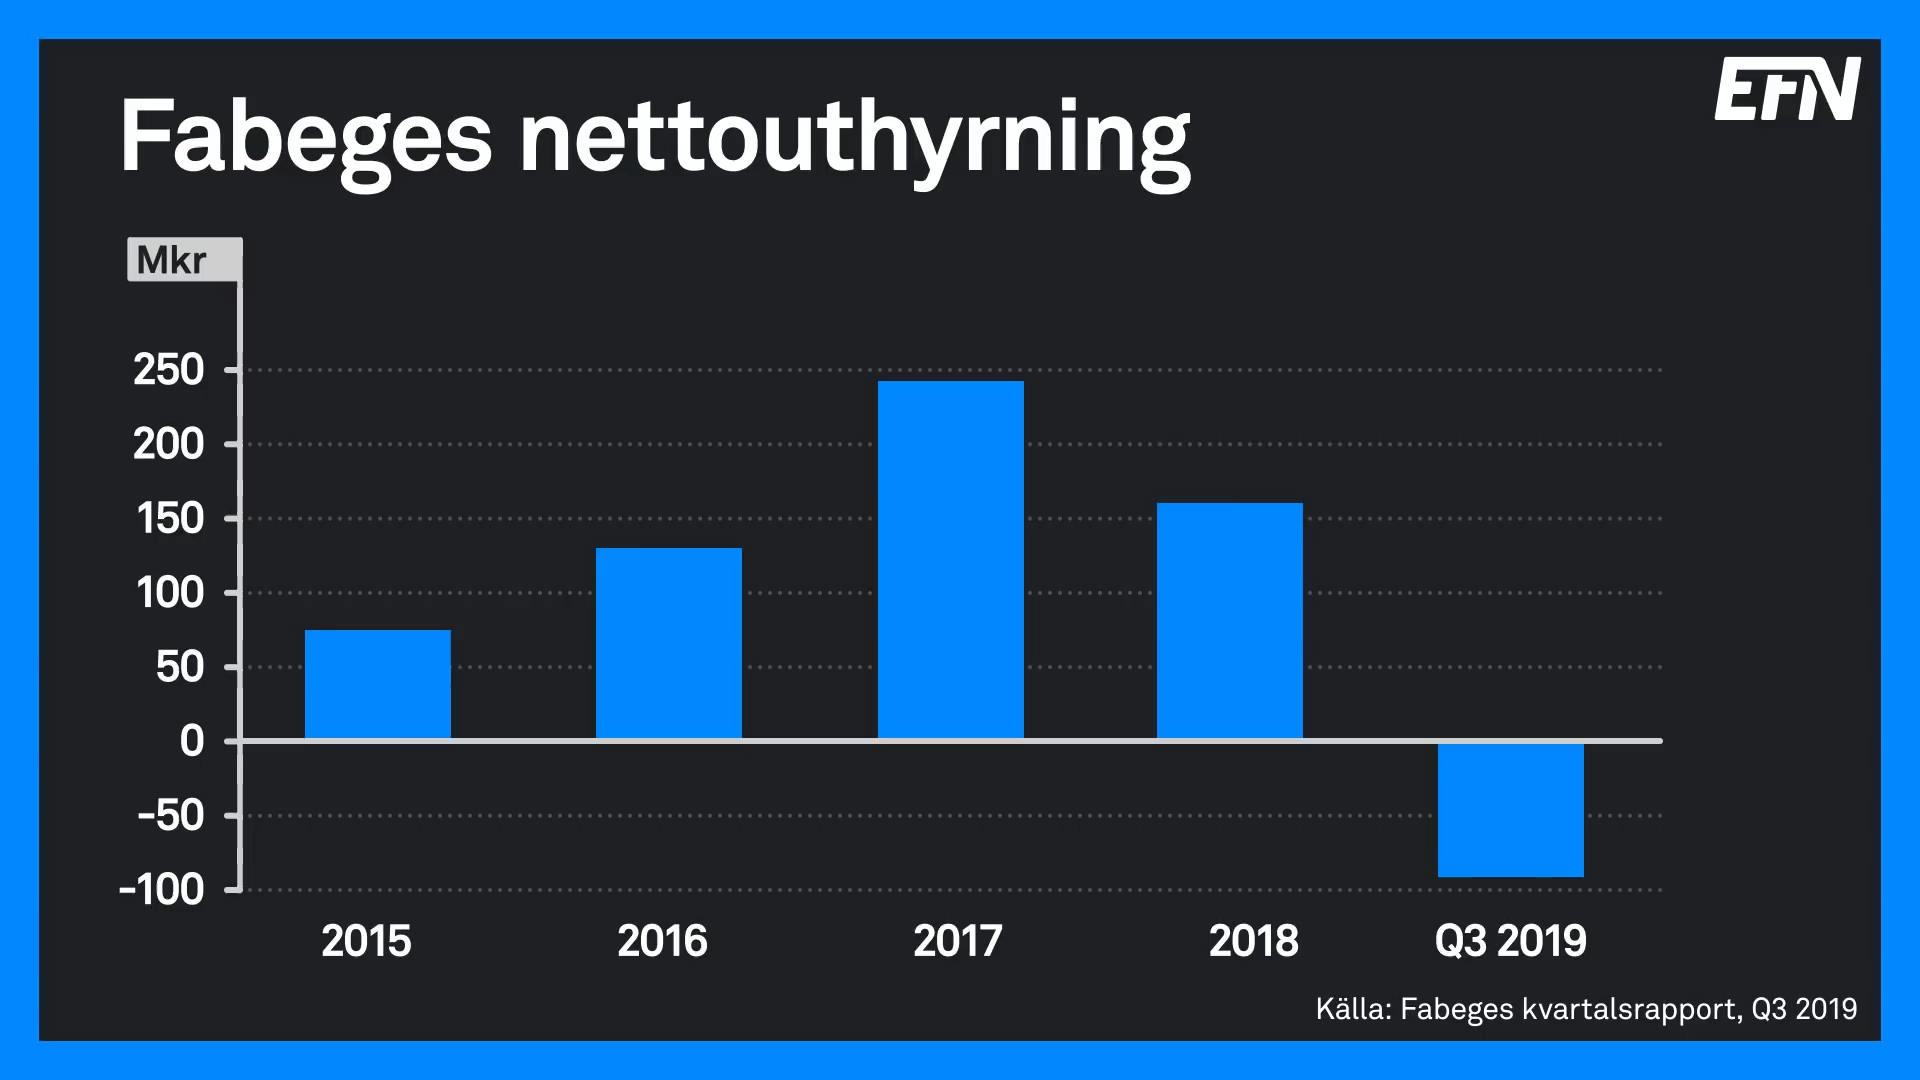 EFN
Fabeges nettouthyrning
Mkr
250
200
150
100
50
0
-50
-100
2015 2016 2017 2018 Q3 2019
Källa: Fabeges kvartalsrapport, Q3 2019